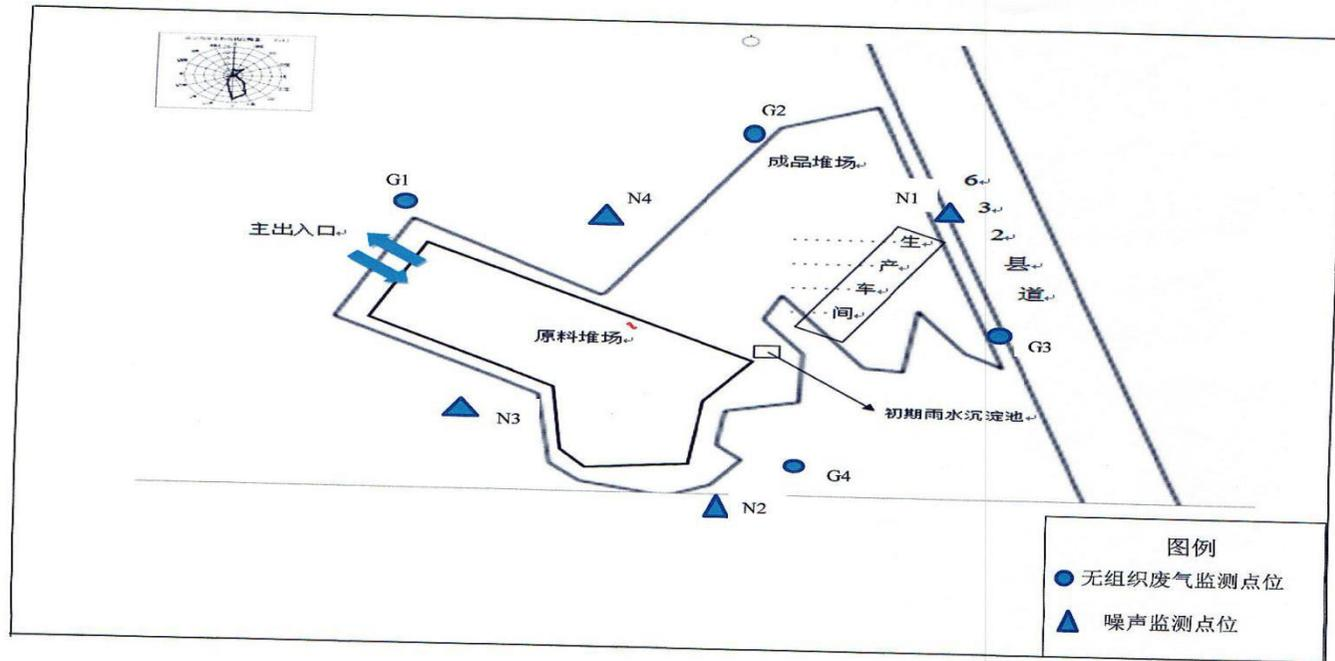 G2
成品堆场
G1
N4
N1
6
3
2
县
道
主出入口
生
产
车
间
原料堆场
G3
N3
初期雨水沉淀池
G4
N2
图例
无组织废气监测点位
噪声监测点位